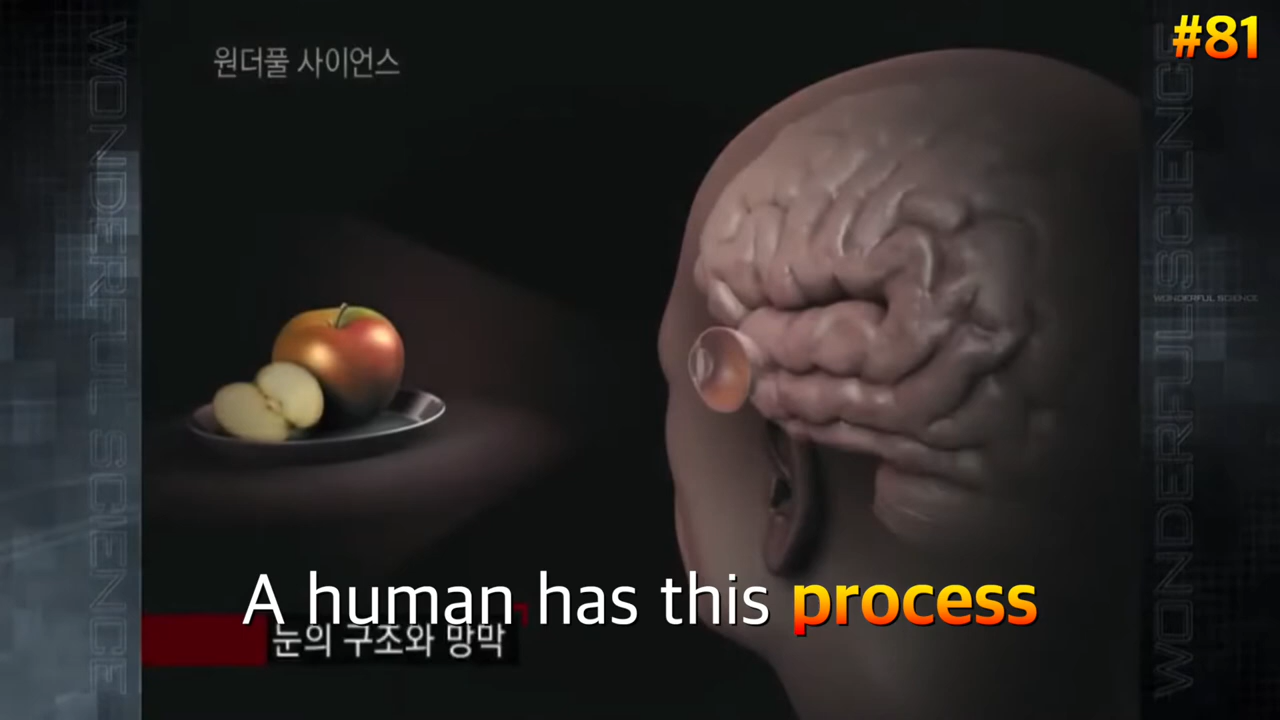 #81
원더풀 사이언스
WONDERFUL SCIENCE
WONDERFUL SCIENCE
WONDERFUL SCIENCE
A human has this process
눈의 구조와 망막